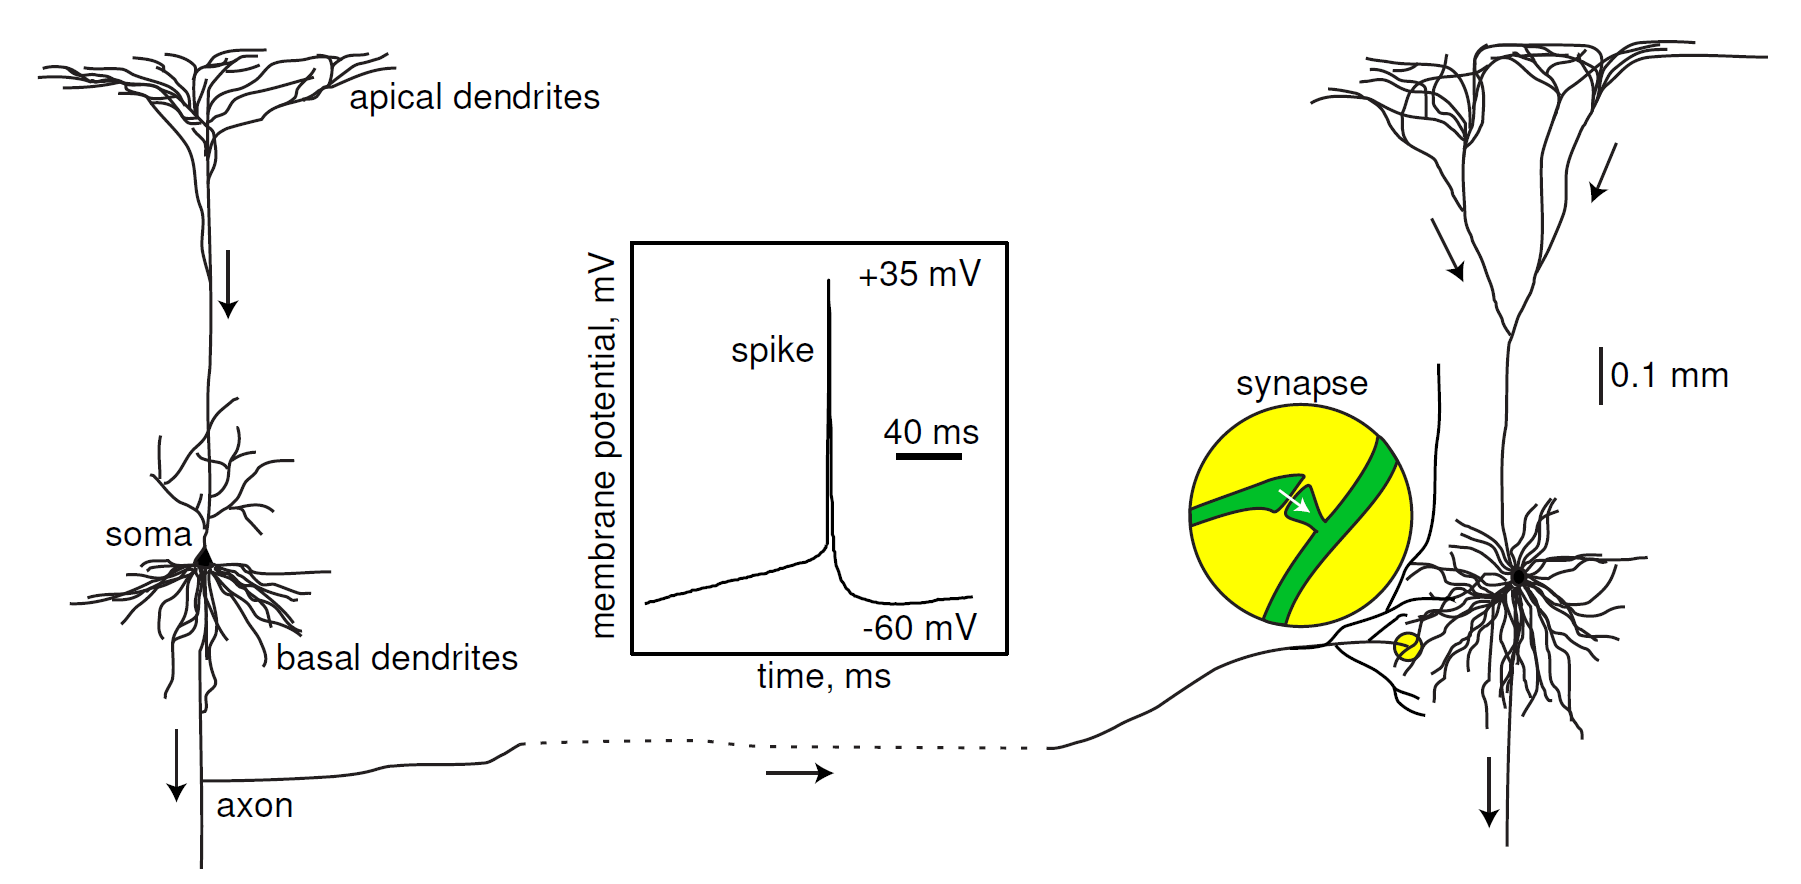 apical dendrites
membrane potential, mV
+35 mV
spike
40 ms
-60 mV
time, ms
synapse
0.1 mm
soma
basal dendrites
axon